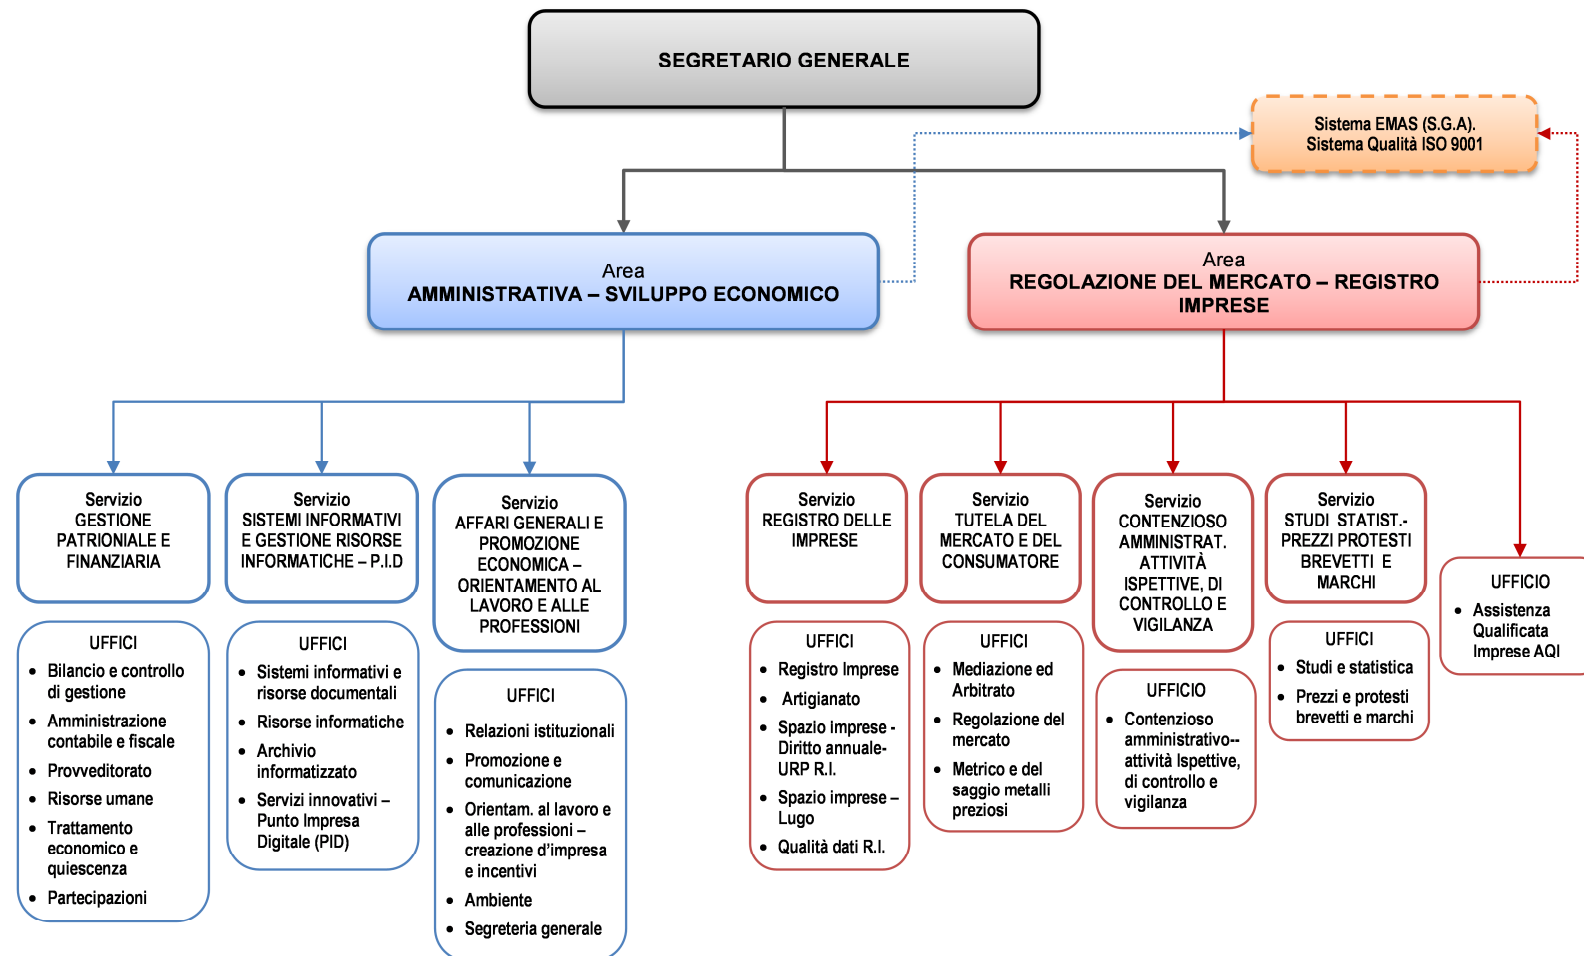 SEGRETARIO GENERALE
Sistema EMAS (S.G.A).
Sistema Qualità ISO 9001
Area
AMMINISTRATIVA – SVILUPPO ECONOMICO
Area
REGOLAZIONE DEL MERCATO – REGISTRO
IMPRESE
Servizio
GESTIONE
PATRIONIALE E
FINANZIARIA
Servizio
SISTEMI INFORMATIVI
E GESTIONE RISORSE
INFORMATICHE – P.I.D
Servizio
AFFARI GENERALI E
PROMOZIONE
ECONOMICA –
ORIENTAMENTO AL
LAVORO E ALLE
PROFESSIONI
Servizio
REGISTRO DELLE
IMPRESE
Servizio
TUTELA DEL
MERCATO E DEL
CONSUMATORE
Servizio
CONTENZIOSO
AMMINISTRAT.
ATTIVITÀ
ISPETTIVE, DI
CONTROLLO E
VIGILANZA
Servizio
STUDI STATIST.-
PREZZI PROTESTI
BREVETTI E
MARCHI
UFFICIO
• Assistenza
Qualificata
Imprese AQI
UFFICI
• Bilancio e controllo
di gestione
• Amministrazione
contabile e fiscale
• Provveditorato
• Risorse umane
• Trattamento
economico e
quiescenza
• Partecipazioni
UFFICI
• Sistemi informativi e
risorse documentali
• Risorse informatiche
• Archivio
informatizzato
• Servizi innovativi –
Punto Impresa
Digitale (PID)
UFFICI
• Relazioni istituzionali
• Promozione e
comunicazione
• Orientam. al lavoro e
alle professioni –
creazione d'impresa
e incentivi
• Ambiente
• Segreteria generale
UFFICI
• Registro Imprese
• Artigianato
• Spazio imprese -
Diritto annuale-
URP R.I.
• Spazio imprese –
Lugo
• Qualità dati R.I.
UFFICI
• Mediazione ed
Arbitrato
• Regolazione del
mercato
• Metrico e del
saggio metalli
preziosi
UFFICIO
• Contenzioso
amministrativo--
attività Ispettive,
di controllo e
vigilanza
UFFICI
• Studi e statistica
• Prezzi e protesti
brevetti e marchi